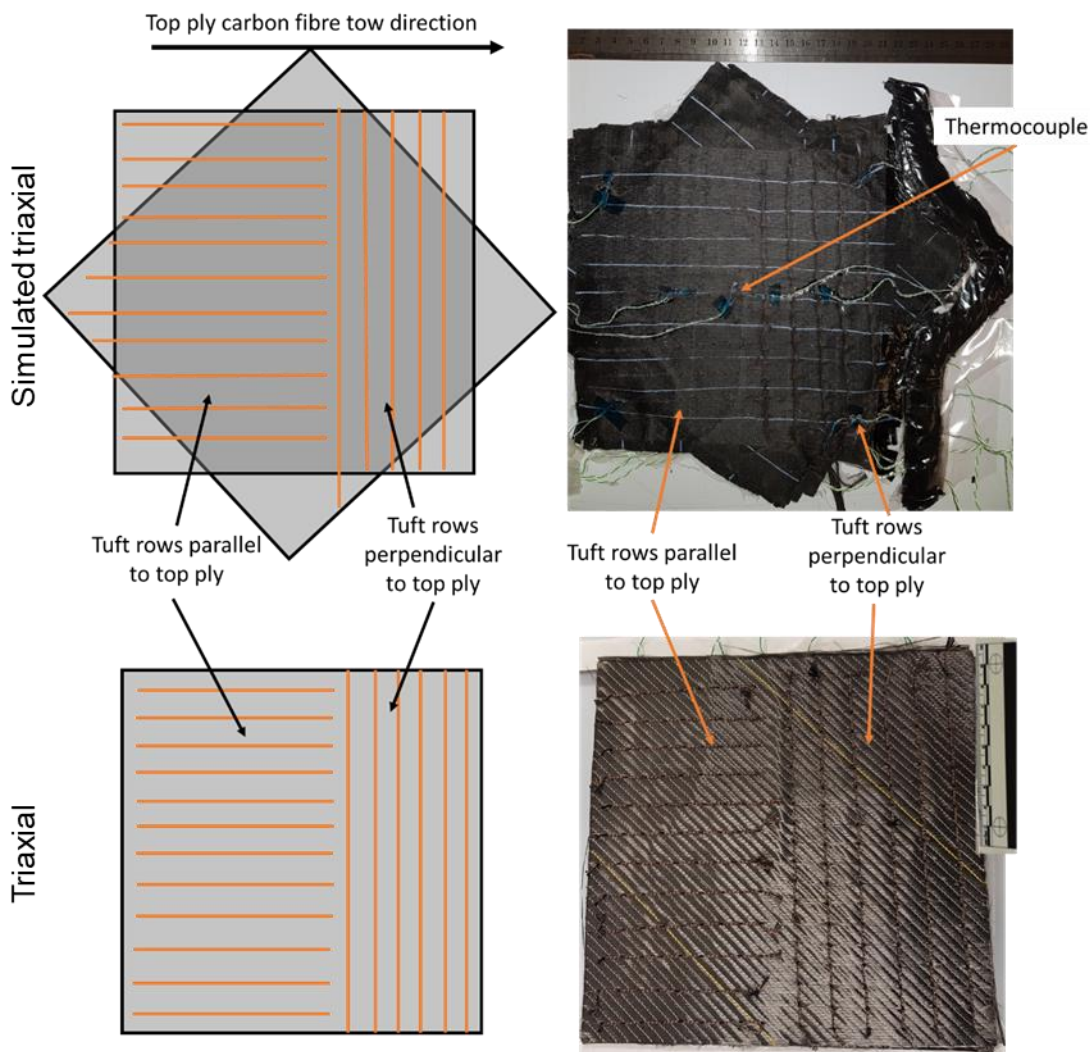 Top ply carbon fibre tow direction
Simulated triaxial
Thermocouple
Tuft rows parallel
to top ply
Tuft rows
perpendicular
to top ply
Tuft rows parallel
to top ply
Tuft rows
perpendicular
to top ply
Triaxial